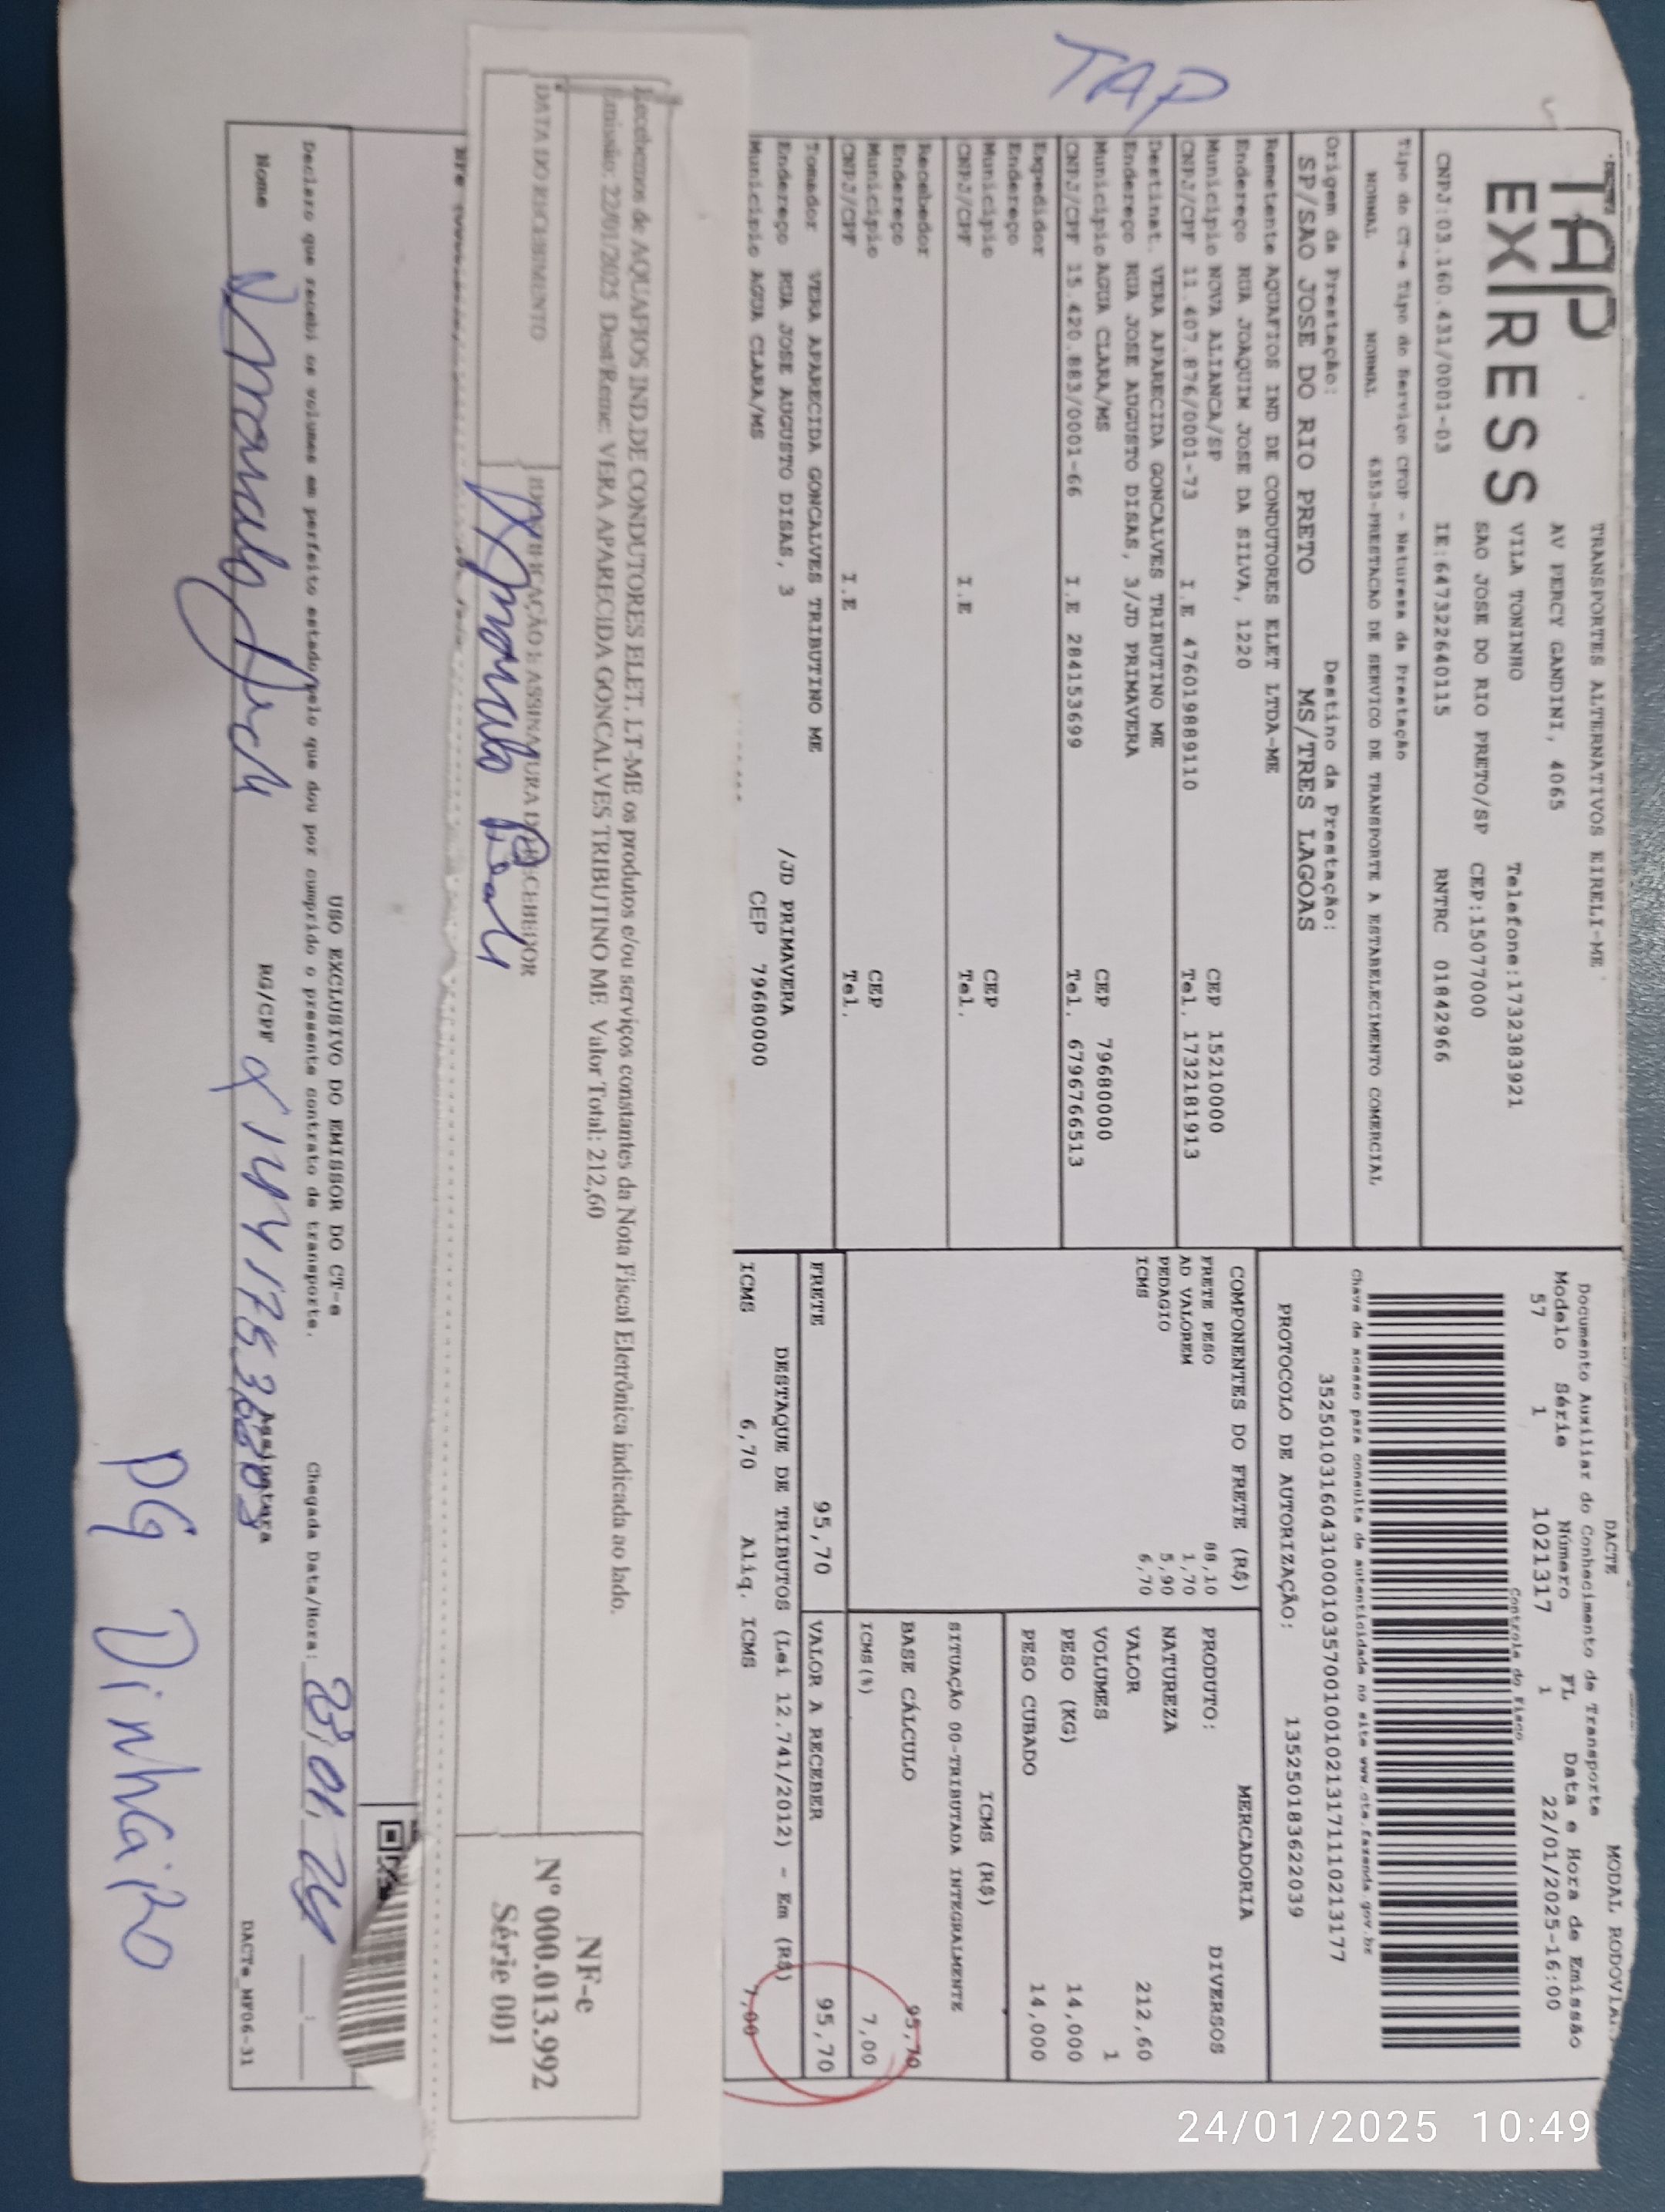 TAP
TAP
EXPRESS
TRANSPORTES ALTERNATIVOS EIRELI-ME
AV PERCY GANDINI, 4065
VILA TONINHO Telefone:1732383921
SAO JOSE DO RIO PRETO/SP CEP:15077000
CNPJ:03.160.431/0001-03 IE:647322640115 RNTRC 01842966
Tipo do CT-e Tipo do Serviço CFOP - Natureza da Prestação
NORMAL NORMAL 6353-PRESTACAO DE SERVICO DE TRANSPORTE A ESTABELECIMENTO COMERCIAL
Origem da Prestação: Destino da Prestação:
SP/SAO JOSE DO RIO PRETO MS/TRES LAGOAS
Remetente AQUAFIOS IND DE CONDUTORES ELET LTDA-ME
Endereço RUA JOAQUIM JOSE DA SILVA, 1220
Município NOVA ALIANCA/SP CEP 15210000
CNPJ/CPF 11.407.876/0001-73 I.E 476019889110 Tel. 1732181913
Destinat. VERA APARECIDA GONCALVES TRIBUTINO ME
Endereço RUA JOSE AUGUSTO DISAS, 3/JD PRIMAVERA
Município AGUA CLARA/MS CEP 79680000
CNPJ/CPF 15.420.883/0001-66 I.E 284153699 Tel. 6796766513
Expedidor
Endereço
Município CEP
CNPJ/CPF I.E Tel.
Recebedor
Endereço
Município CEP
CNPJ/CPF I.E Tel.
Tomador VERA APARECIDA GONCALVES TRIBUTINO ME
Endereço RUA JOSE AUGUSTO DISAS, 3 /JD PRIMAVERA
Município AGUA CLARA/MS CEP 79680000
DACTE MODAL RODOVIA
Documento Auxiliar do Conhecimento de Transporte
Modelo Série Número FL Data e Hora de Emissão
57 1 1021317 1 22/01/2025-16:00
Controle do Fisco
Chave de acesso para consulta de autenticidade no site www.cte.fazenda.gov.br
35250103160431000103570010010213171110213177
PROTOCOLO DE AUTORIZAÇÃO: 135250183622039
COMPONENTES DO FRETE (R$)
FRETE PESO 88,10
AD VALOREM 1,70
PEDAGIO 5,90
ICMS 6,70
MERCADORIA
PRODUTO: DIVERSOS
NATUREZA
VALOR 212,60
VOLUMES 1
PESO (KG) 14,000
PESO CUBADO 14,000
ICMS (R$)
SITUAÇÃO 00-TRIBUTADA INTEGRALMENTE
BASE CÁLCULO 95,70
ICMS(%) 7,00
FRETE 95,70 VALOR A RECEBER 95,70
DESTAQUE DE TRIBUTOS (Lei 12.741/2012) - Em (R$)
ICMS 6,70 Aliq. ICMS 7,00
Recebemos de AQUAFIOS IND.DE CONDUTORES ELET. LT-ME os produtos e/ou serviços constantes da Nota Fiscal Eletrônica indicada ao lado.
Emissão: 22/01/2025 Dest/Reme: VERA APARECIDA GONCALVES TRIBUTINO ME Valor Total: 212,60
DATA DO RECEBIMENTO IDENTIFICAÇÃO E ASSINATURA DO RECEBEDOR
NF-e
Nº 000.013.992
Série 001
USO EXCLUSIVO DO EMISSOR DO CT-e
Declaro que recebi os volumes em perfeito estado/pelo que dou por cumprido o presente contrato de transporte. Chegada Data/Hora:
Nome RG/CPF Assinatura
DACTe_MF06-31
PG Dinhairo
24/01/2025 10:49